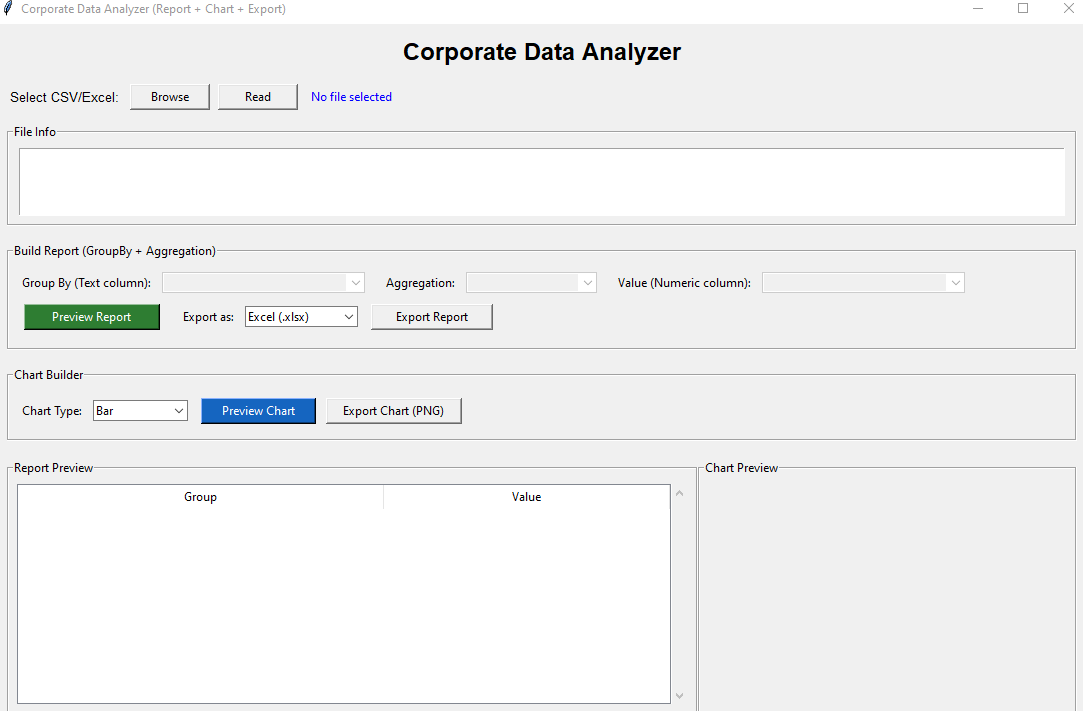 Corporate Data Analyzer (Report + Chart + Export)
Corporate Data Analyzer
Select CSV/Excel: Browse Read No file selected
File Info
Build Report (GroupBy + Aggregation)
Group By (Text column): Aggregation: Value (Numeric column):
Preview Report Export as: Excel (.xlsx) Export Report
Chart Builder
Chart Type: Bar Preview Chart Export Chart (PNG)
Report Preview Chart Preview
Group Value